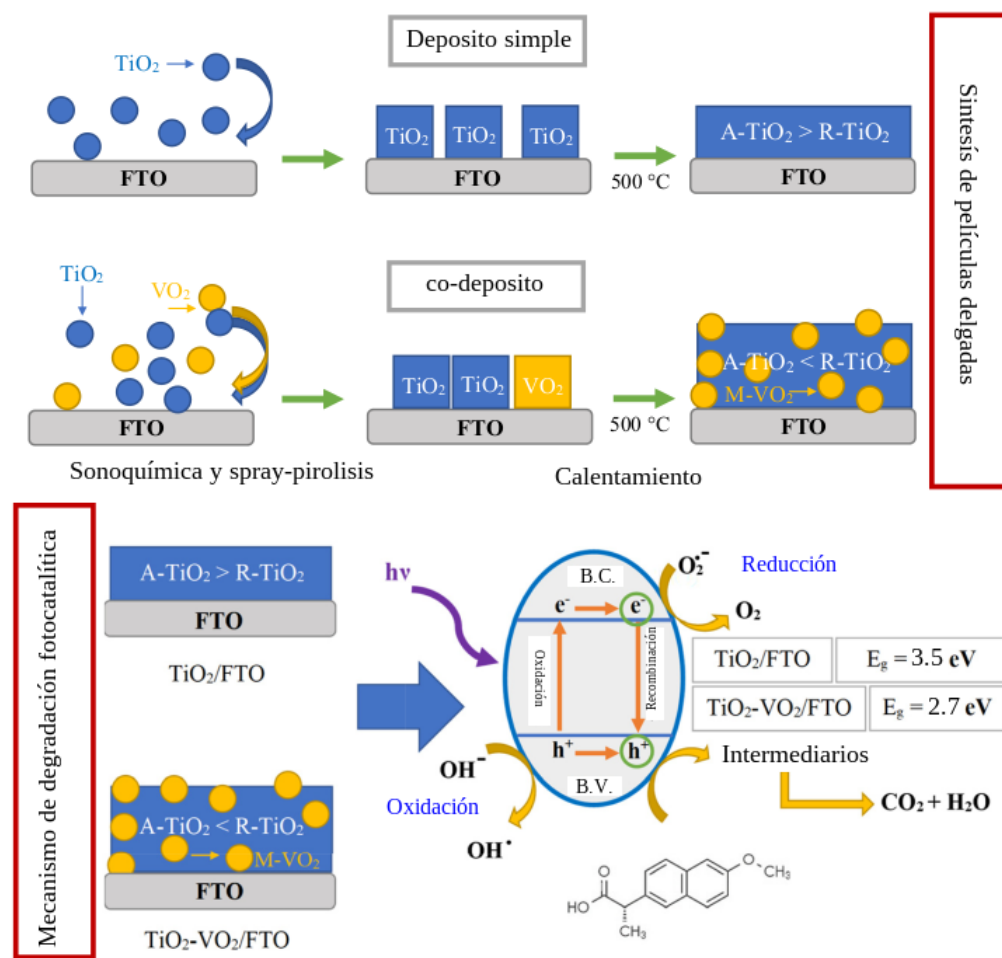 Deposito simple
TiO₂
TiO₂ TiO₂ TiO₂
A-TiO₂ > R-TiO₂
FTO
FTO
500 °C
FTO
Sintesís de películas delgadas
co-deposito
TiO₂
VO₂
TiO₂ TiO₂ VO₂
A-TiO₂ < R-TiO₂
M-VO₂
FTO
FTO
500 °C
FTO
Sonoquímica y spray-pirolisis
Calentamiento
Mecanismo de degradación fotocatalítica
A-TiO₂ > R-TiO₂
FTO
TiO₂/FTO
A-TiO₂ < R-TiO₂
M-VO₂
FTO
TiO₂-VO₂/FTO
hν
B.C.
e⁻ e⁻
Oxidación
Recombinación
h⁺ h⁺
B.V.
O₂•⁻
Reducción
O₂
TiO₂/FTO
E_g = 3.5 eV
TiO₂-VO₂/FTO
E_g = 2.7 eV
OH⁻
Oxidación
OH•
Intermediarios
CO₂ + H₂O
O
HO
CH₃
O
CH₃